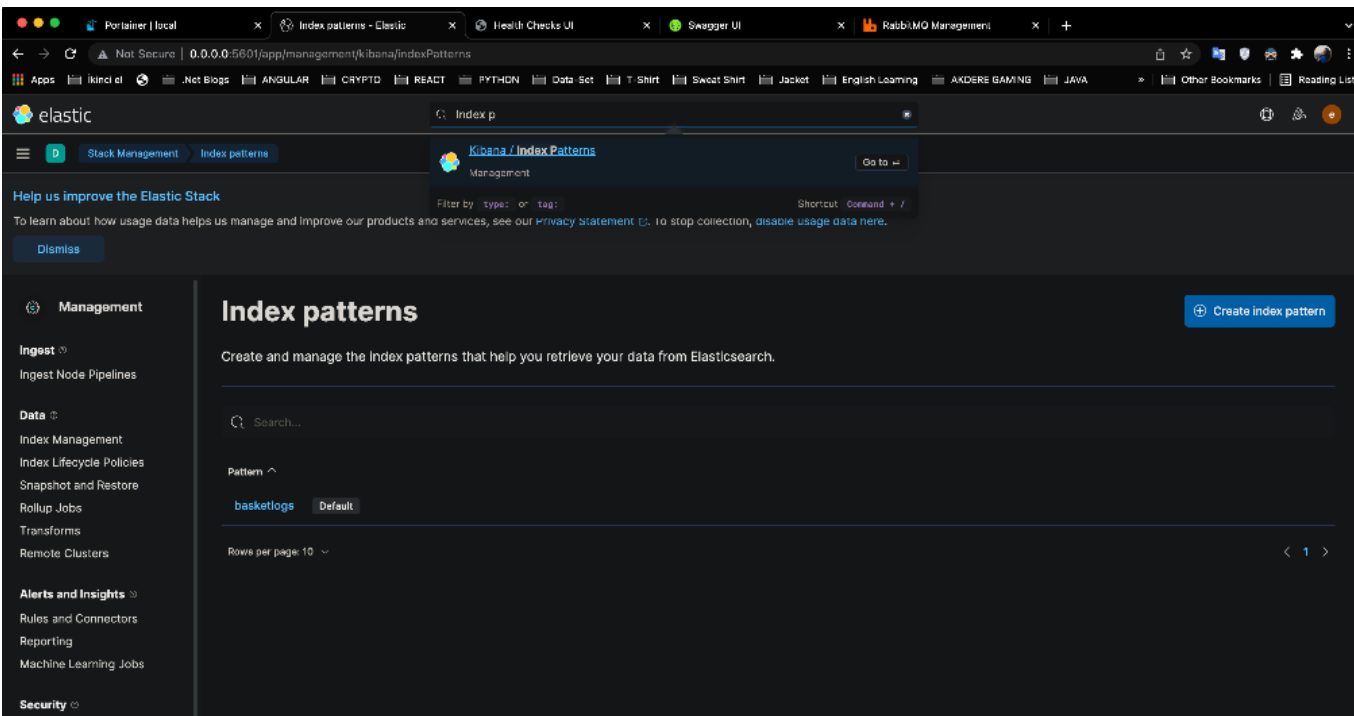 Portainer | local
Index patterns - Elastic
Health Checks UI
Swagger UI
RabbitMQ Management
Not Secure | 0.0.0.0:5601/app/management/kibana/indexPatterns
Apps ikinci el .Net Blogs ANGULAR CRYPTO REACT PYTHON Data-Set T-Shirt Sweat Shirt Jacket English Learning AKDERE GAMING JAVA » Other Bookmarks Reading List
elastic
Index p
e
D Stack Management Index patterns
Kibana / Index Patterns
Management
Go to
Filter by type: or tag: Shortcut Command + /
Help us improve the Elastic Stack
To learn about how usage data helps us manage and improve our products and services, see our Privacy Statement. To stop collection, disable usage data here.
Dismiss
Management
Ingest
Ingest Node Pipelines
Data
Index Management
Index Lifecycle Policies
Snapshot and Restore
Rollup Jobs
Transforms
Remote Clusters
Alerts and Insights
Rules and Connectors
Reporting
Machine Learning Jobs
Security
Index patterns
Create index pattern
Create and manage the index patterns that help you retrieve your data from Elasticsearch.
Search...
Pattern
basketlogs Default
Rows per page: 10
1